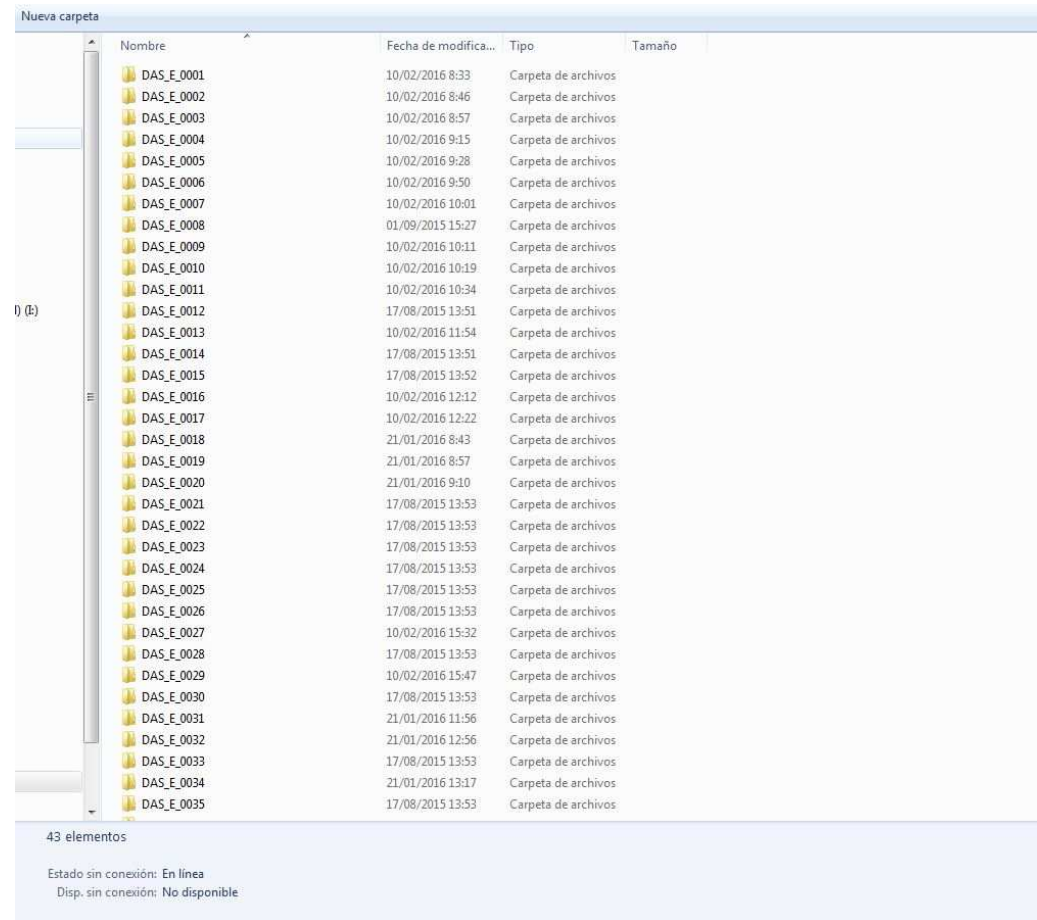 Nueva carpeta
Nombre Fecha de modifica... Tipo Tamaño
DAS_E_0001 10/02/2016 8:33 Carpeta de archivos
DAS_E_0002 10/02/2016 8:46 Carpeta de archivos
DAS_E_0003 10/02/2016 8:57 Carpeta de archivos
DAS_E_0004 10/02/2016 9:15 Carpeta de archivos
DAS_E_0005 10/02/2016 9:28 Carpeta de archivos
DAS_E_0006 10/02/2016 9:50 Carpeta de archivos
DAS_E_0007 10/02/2016 10:01 Carpeta de archivos
DAS_E_0008 01/09/2015 15:27 Carpeta de archivos
DAS_E_0009 10/02/2016 10:11 Carpeta de archivos
DAS_E_0010 10/02/2016 10:19 Carpeta de archivos
DAS_E_0011 10/02/2016 10:34 Carpeta de archivos
l) (I:) DAS_E_0012 17/08/2015 13:51 Carpeta de archivos
DAS_E_0013 10/02/2016 11:54 Carpeta de archivos
DAS_E_0014 17/08/2015 13:51 Carpeta de archivos
DAS_E_0015 17/08/2015 13:52 Carpeta de archivos
DAS_E_0016 10/02/2016 12:12 Carpeta de archivos
DAS_E_0017 10/02/2016 12:22 Carpeta de archivos
DAS_E_0018 21/01/2016 8:43 Carpeta de archivos
DAS_E_0019 21/01/2016 8:57 Carpeta de archivos
DAS_E_0020 21/01/2016 9:10 Carpeta de archivos
DAS_E_0021 17/08/2015 13:53 Carpeta de archivos
DAS_E_0022 17/08/2015 13:53 Carpeta de archivos
DAS_E_0023 17/08/2015 13:53 Carpeta de archivos
DAS_E_0024 17/08/2015 13:53 Carpeta de archivos
DAS_E_0025 17/08/2015 13:53 Carpeta de archivos
DAS_E_0026 17/08/2015 13:53 Carpeta de archivos
DAS_E_0027 10/02/2016 15:32 Carpeta de archivos
DAS_E_0028 17/08/2015 13:53 Carpeta de archivos
DAS_E_0029 10/02/2016 15:47 Carpeta de archivos
DAS_E_0030 17/08/2015 13:53 Carpeta de archivos
DAS_E_0031 21/01/2016 11:56 Carpeta de archivos
DAS_E_0032 21/01/2016 12:56 Carpeta de archivos
DAS_E_0033 17/08/2015 13:53 Carpeta de archivos
DAS_E_0034 21/01/2016 13:17 Carpeta de archivos
DAS_E_0035 17/08/2015 13:53 Carpeta de archivos
43 elementos
Estado sin conexión: En línea
Disp. sin conexión: No disponible